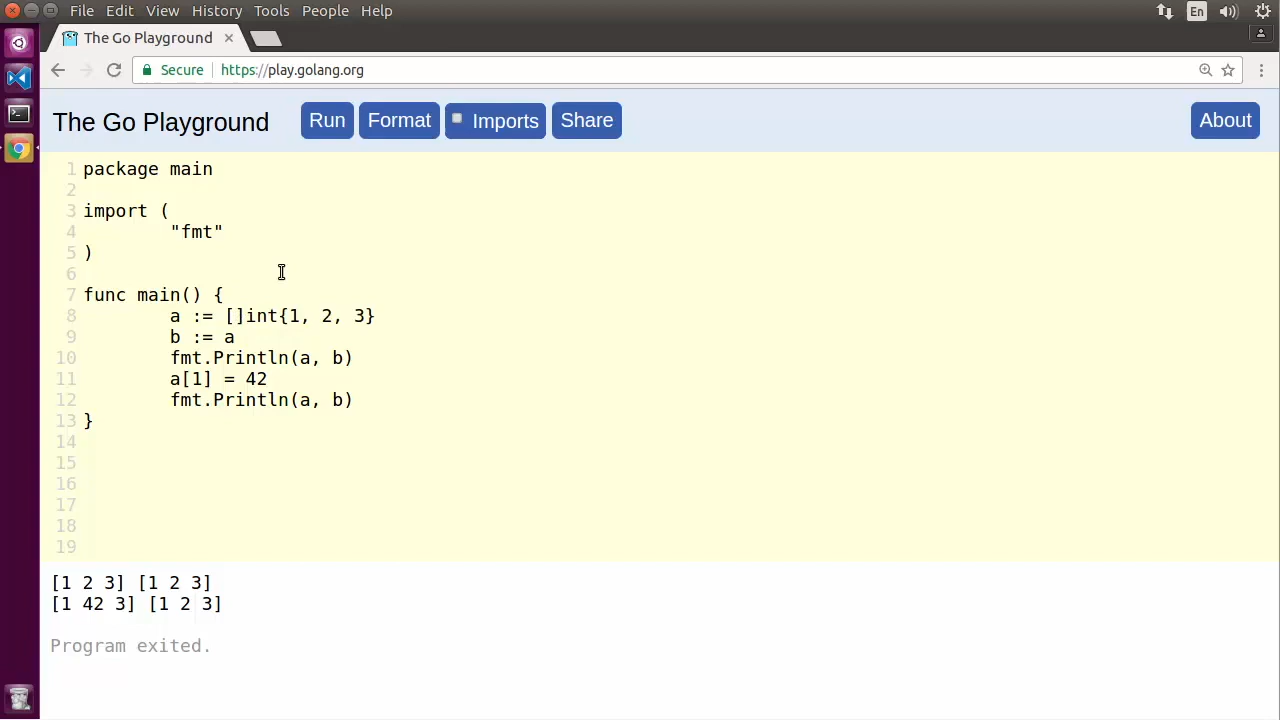 File Edit View History Tools People Help
En
The Go Playground
Secure https://play.golang.org
The Go Playground Run Format Imports Share About
1 package main
2
3 import (
4 "fmt"
5 )
6
7 func main() {
8 a := []int{1, 2, 3}
9 b := a
10 fmt.Println(a, b)
11 a[1] = 42
12 fmt.Println(a, b)
13 }
14
15
16
17
18
19
[1 2 3] [1 2 3]
[1 42 3] [1 2 3]
Program exited.